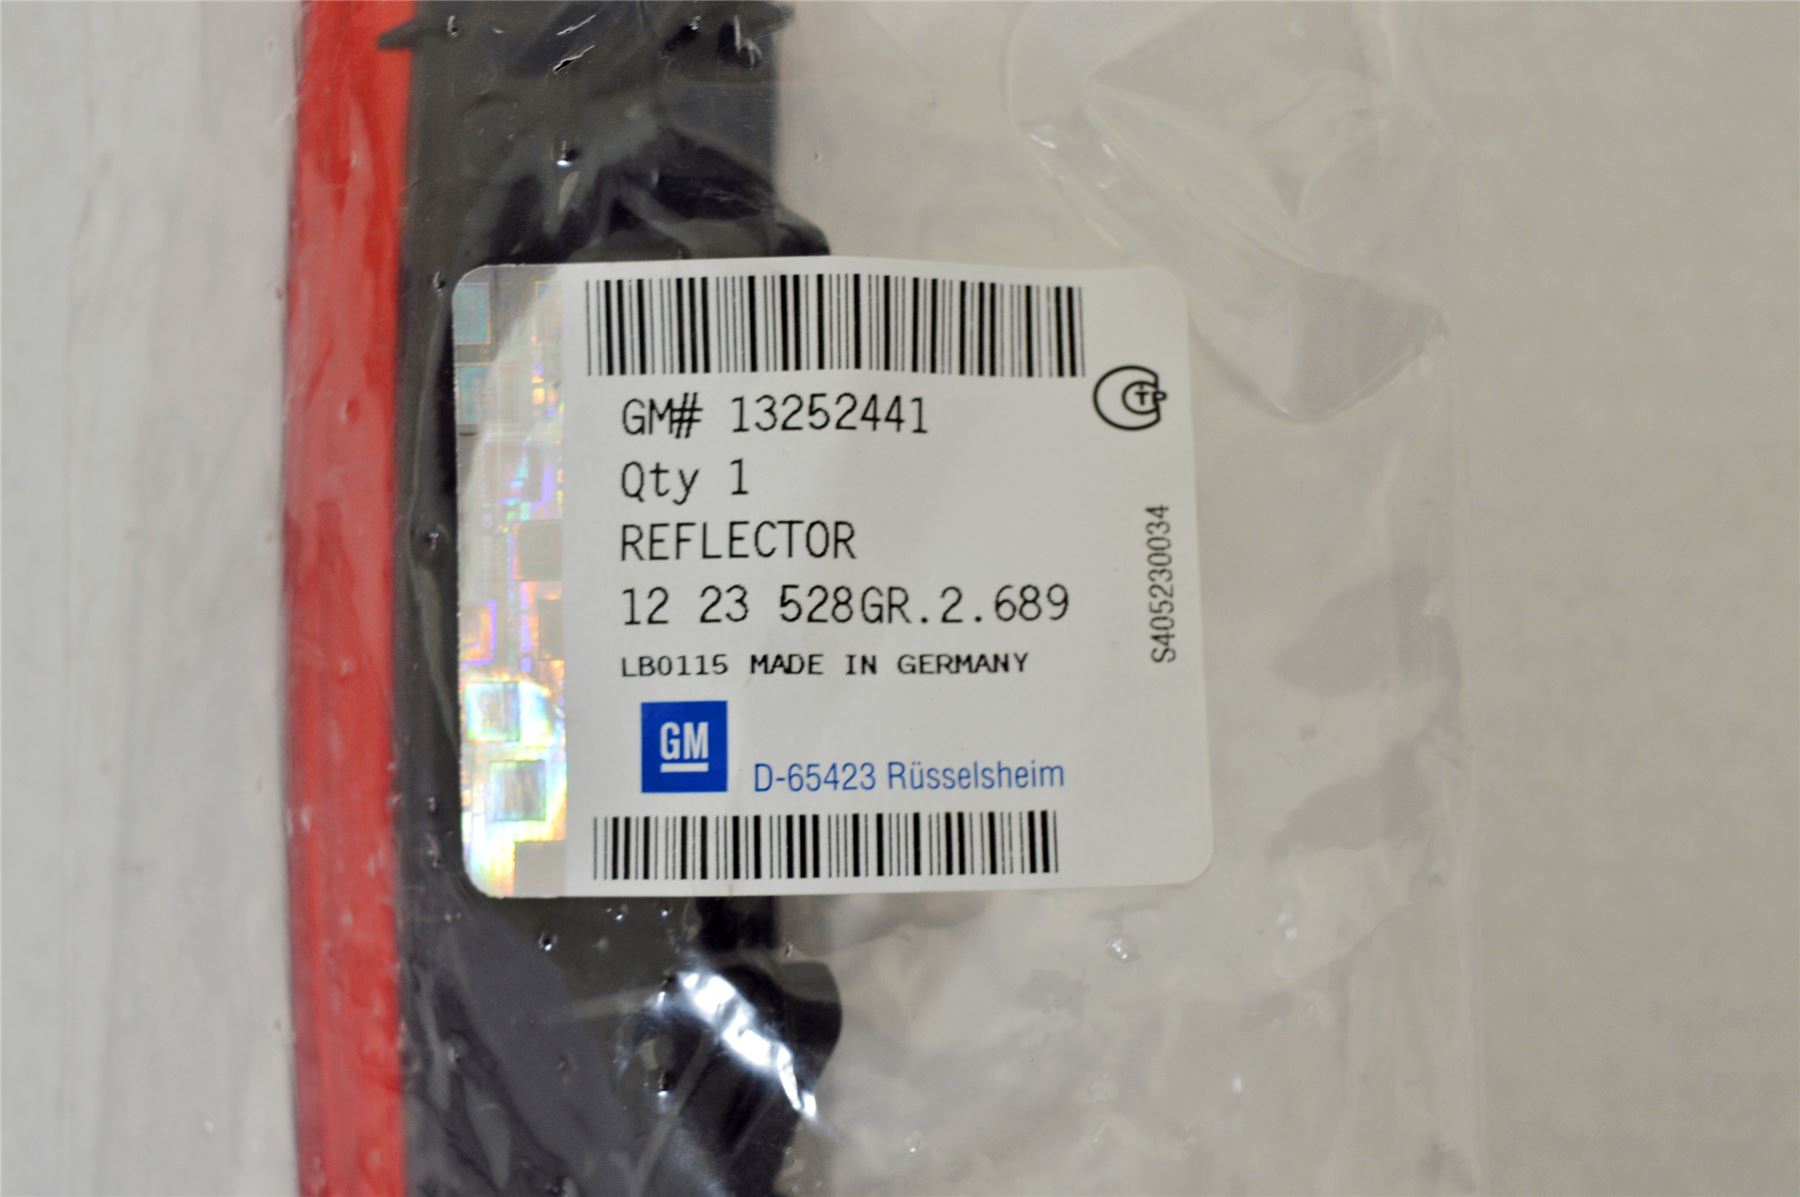 GM# 13252441
Qty 1
REFLECTOR
12 23 528GR.2.689
LB0115 MADE IN GERMANY
GM
D-65423 Rüsselsheim
S405230034